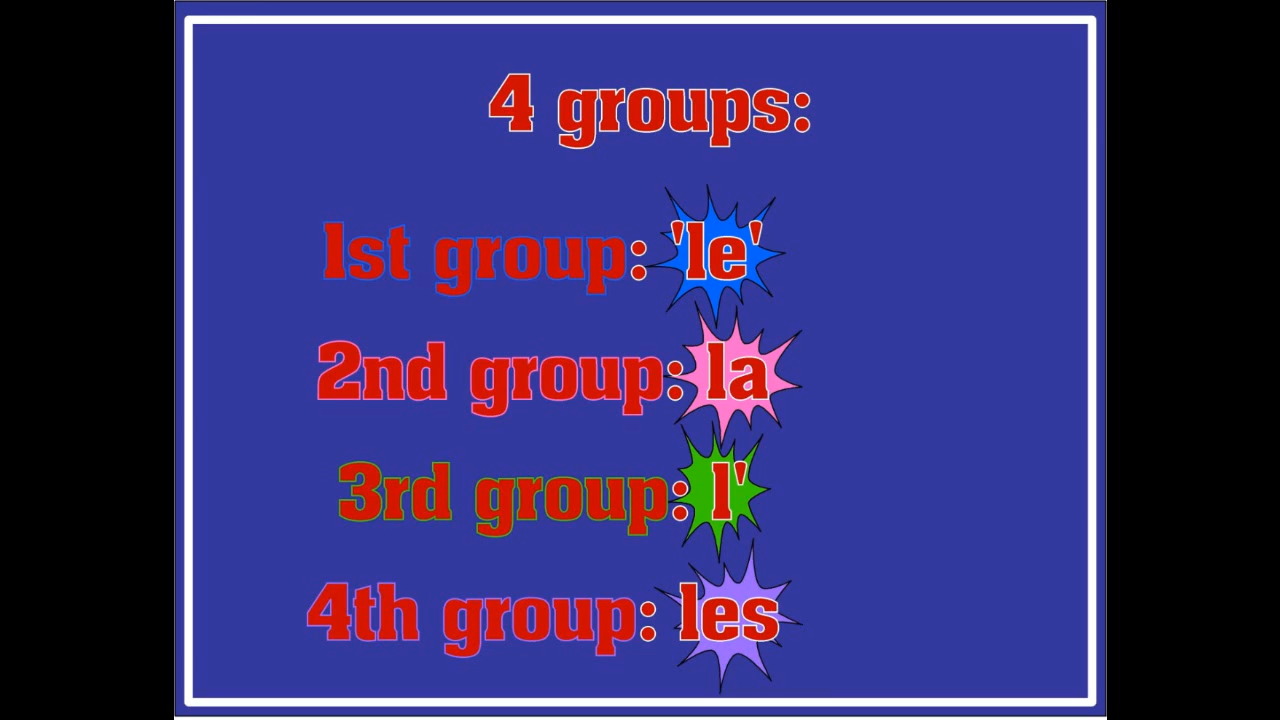 4 groups:
1st group: 'le'
2nd group: la
3rd group: l'
4th group: les